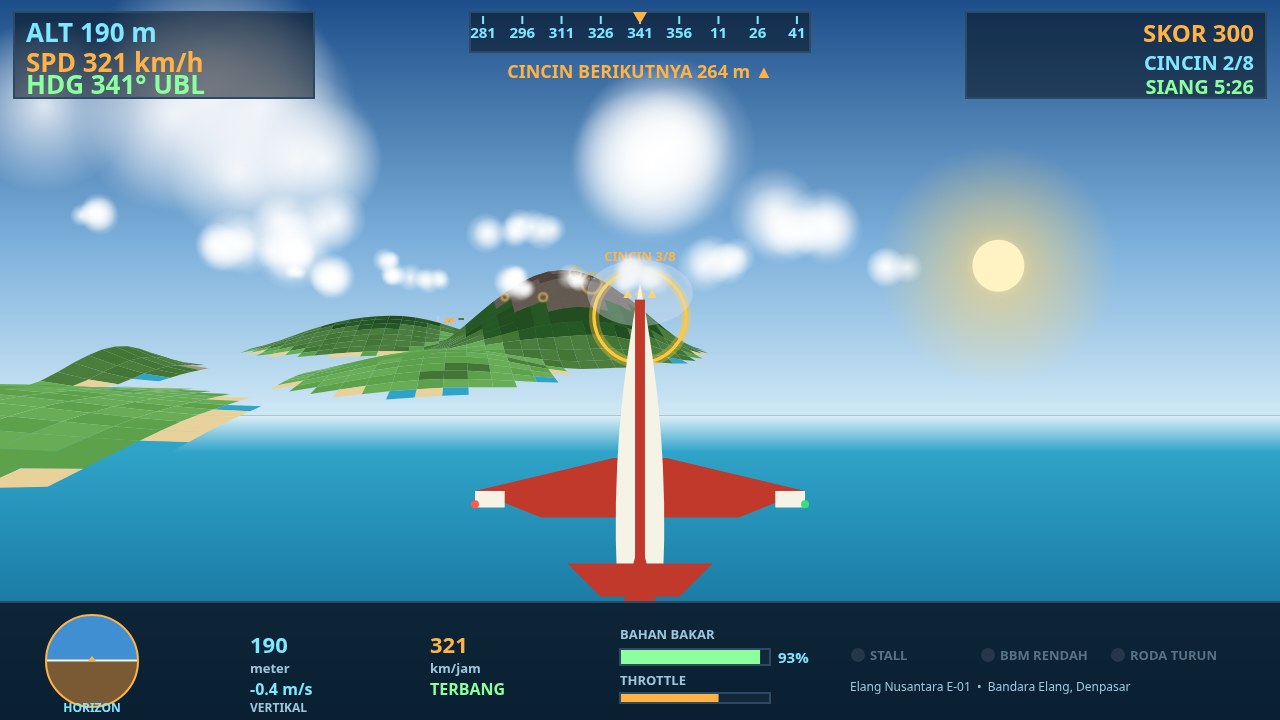 ALT 190 m
SPD 321 km/h
HDG 341° UBL
281 296 311 326 341 356 11 26 41
CINCIN BERIKUTNYA 264 m ▲
SKOR 300
CINCIN 2/8
SIANG 5:26
CINCIN 3/8
HORIZON
190
meter
-0.4 m/s
VERTIKAL
321
km/jam
TERBANG
BAHAN BAKAR
93%
THROTTLE
STALL
BBM RENDAH
RODA TURUN
Elang Nusantara E-01 • Bandara Elang, Denpasar